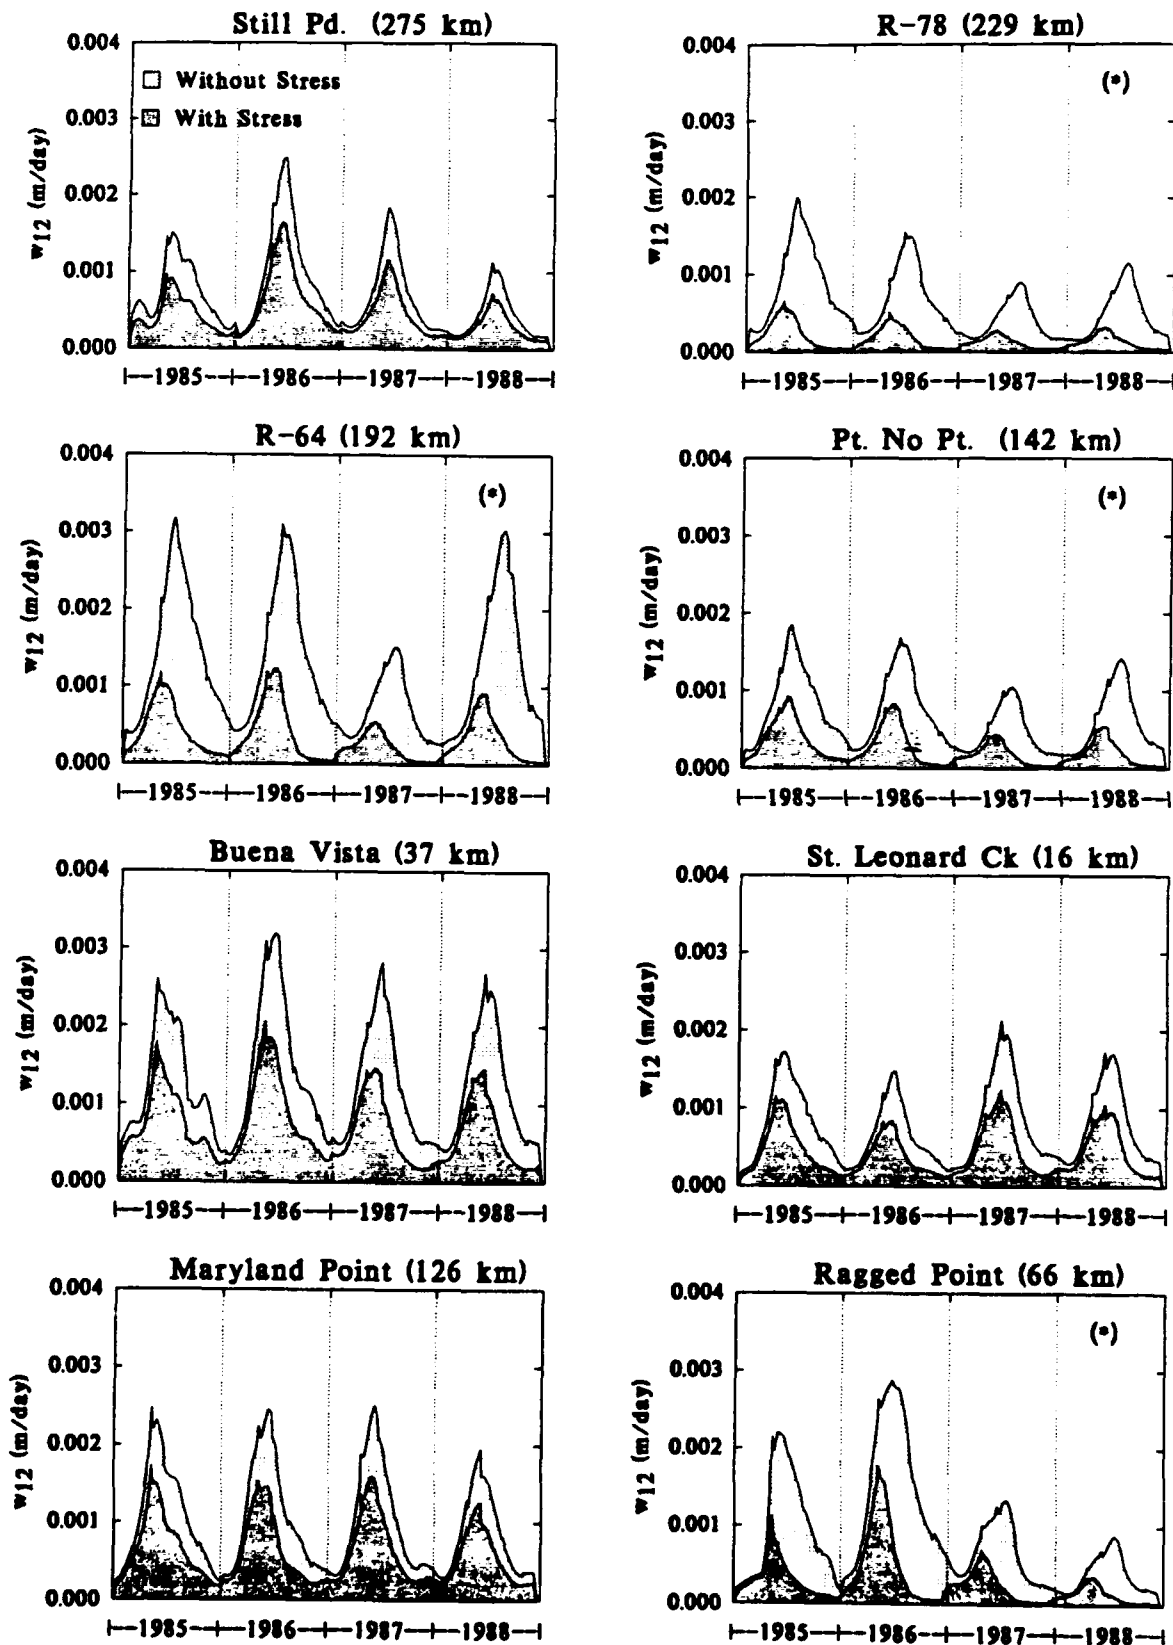 Still Pd. (275 km)
0.004
0.003
0.002
0.001
0.000
w12 (m/day)
Without Stress
With Stress
|--1985--|--1986--|--1987--|--1988--|
R-78 (229 km)
0.004
0.003
0.002
0.001
0.000
w12 (m/day)
(*)
|--1985--|--1986--|--1987--|--1988--|
R-64 (192 km)
0.004
0.003
0.002
0.001
0.000
w12 (m/day)
(*)
|--1985--|--1986--|--1987--|--1988--|
Pt. No Pt. (142 km)
0.004
0.003
0.002
0.001
0.000
w12 (m/day)
(*)
|--1985--|--1986--|--1987--|--1988--|
Buena Vista (37 km)
0.004
0.003
0.002
0.001
0.000
w12 (m/day)
|--1985--|--1986--|--1987--|--1988--|
St. Leonard Ck (16 km)
0.004
0.003
0.002
0.001
0.000
w12 (m/day)
|--1985--|--1986--|--1987--|--1988--|
Maryland Point (126 km)
0.004
0.003
0.002
0.001
0.000
w12 (m/day)
|--1985--|--1986--|--1987--|--1988--|
Ragged Point (66 km)
0.004
0.003
0.002
0.001
0.000
w12 (m/day)
(*)
|--1985--|--1986--|--1987--|--1988--|